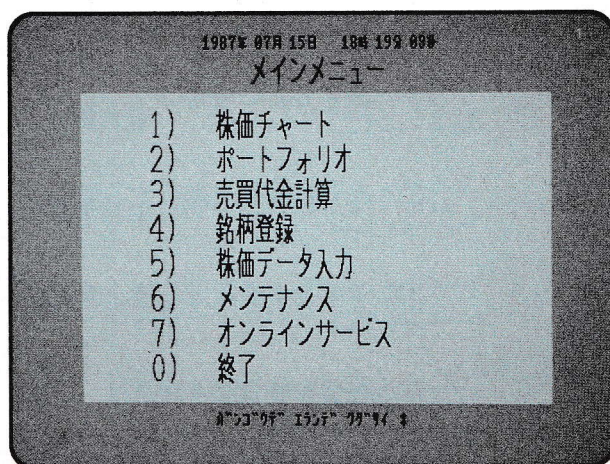 1987年 07月 15日 18時 19分 09秒
メインメニュー
1) 株価チャート
2) ポートフォリオ
3) 売買代金計算
4) 銘柄登録
5) 株価データ入力
6) メンテナンス
7) オンラインサービス
0) 終了
バンゴウデ エランデ クダサイ